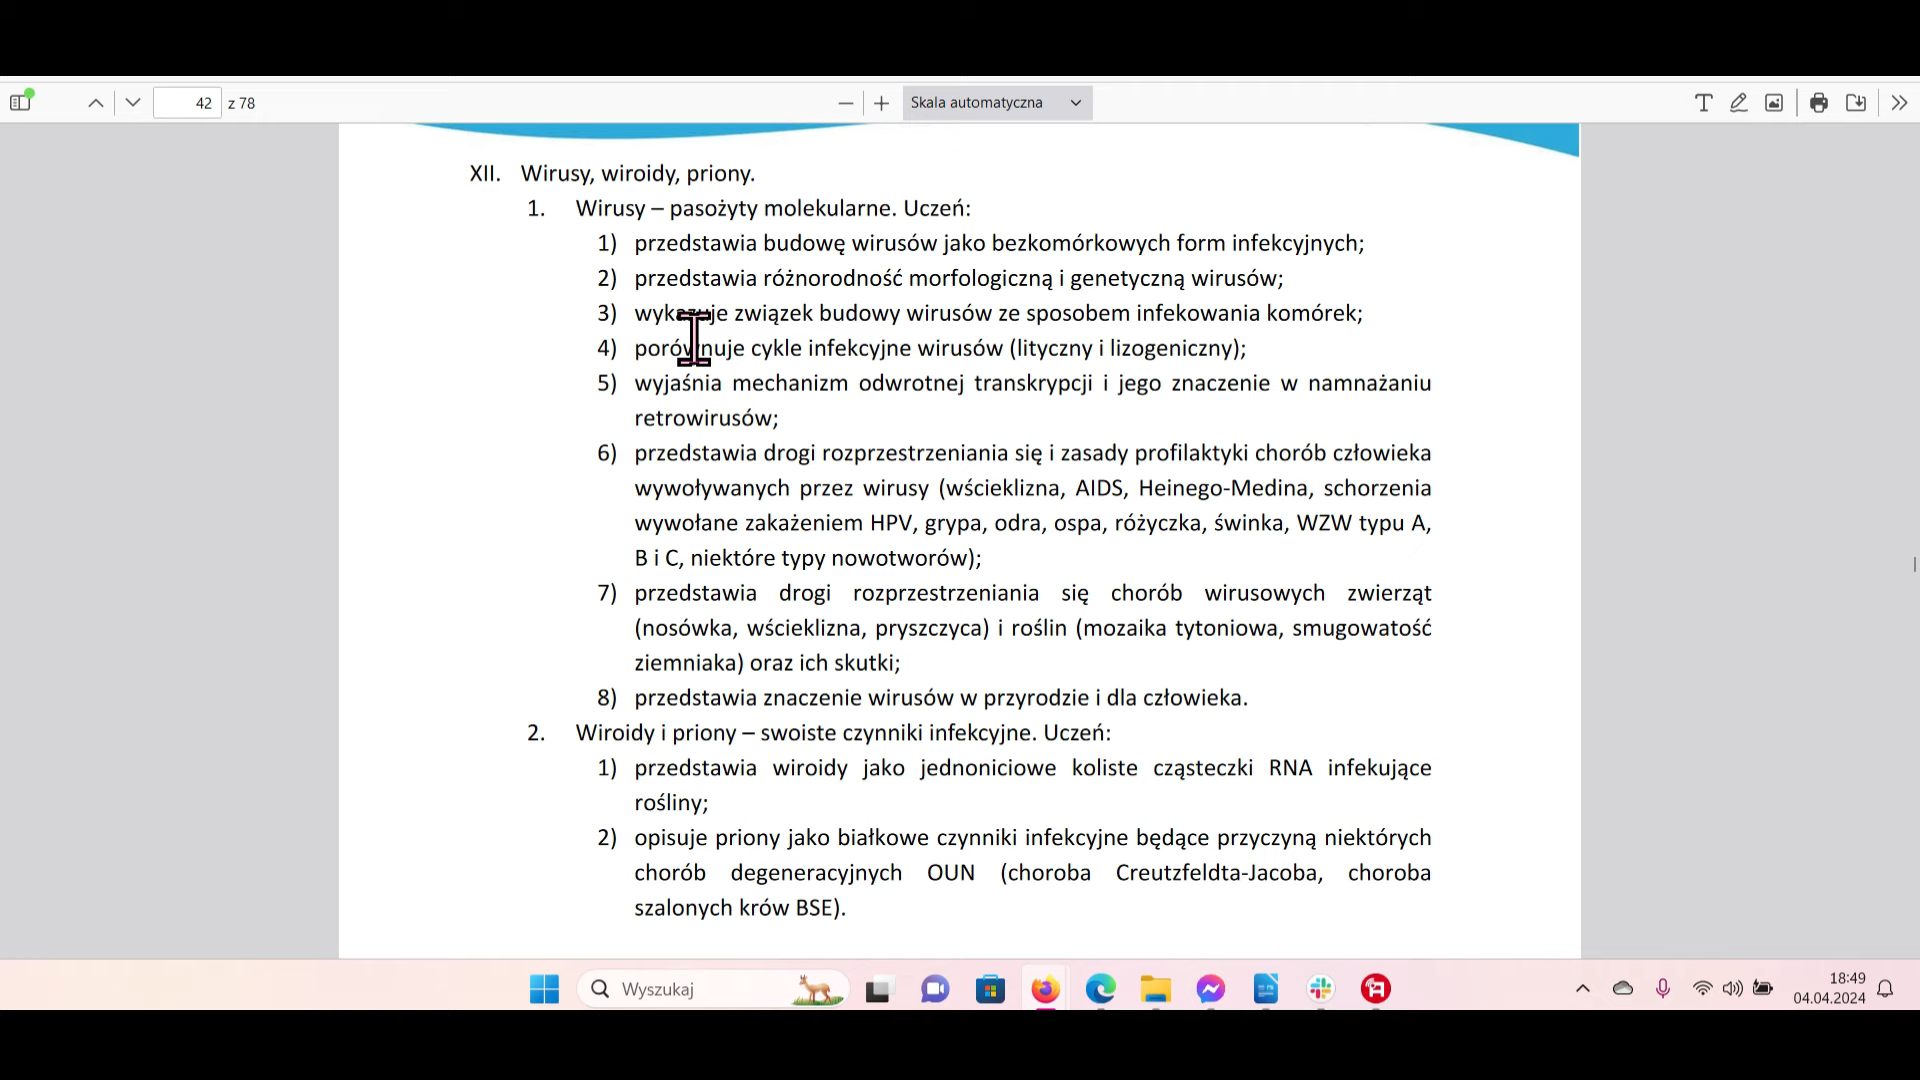 42 z 78 Skala automatyczna
XII. Wirusy, wiroidy, priony.
1. Wirusy – pasożyty molekularne. Uczeń:
1) przedstawia budowę wirusów jako bezkomórkowych form infekcyjnych;
2) przedstawia różnorodność morfologiczną i genetyczną wirusów;
3) wykazuje związek budowy wirusów ze sposobem infekowania komórek;
4) porównuje cykle infekcyjne wirusów (lityczny i lizogeniczny);
5) wyjaśnia mechanizm odwrotnej transkrypcji i jego znaczenie w namnażaniu
retrowirusów;
6) przedstawia drogi rozprzestrzeniania się i zasady profilaktyki chorób człowieka
wywoływanych przez wirusy (wścieklizna, AIDS, Heinego-Medina, schorzenia
wywołane zakażeniem HPV, grypa, odra, ospa, różyczka, świnka, WZW typu A,
B i C, niektóre typy nowotworów);
7) przedstawia drogi rozprzestrzeniania się chorób wirusowych zwierząt
(nosówka, wścieklizna, pryszczyca) i roślin (mozaika tytoniowa, smugowatość
ziemniaka) oraz ich skutki;
8) przedstawia znaczenie wirusów w przyrodzie i dla człowieka.
2. Wiroidy i priony – swoiste czynniki infekcyjne. Uczeń:
1) przedstawia wiroidy jako jednoniciowe koliste cząsteczki RNA infekujące
rośliny;
2) opisuje priony jako białkowe czynniki infekcyjne będące przyczyną niektórych
chorób degeneracyjnych OUN (choroba Creutzfeldta-Jacoba, choroba
szalonych krów BSE).
Wyszukaj
18:49
04.04.2024